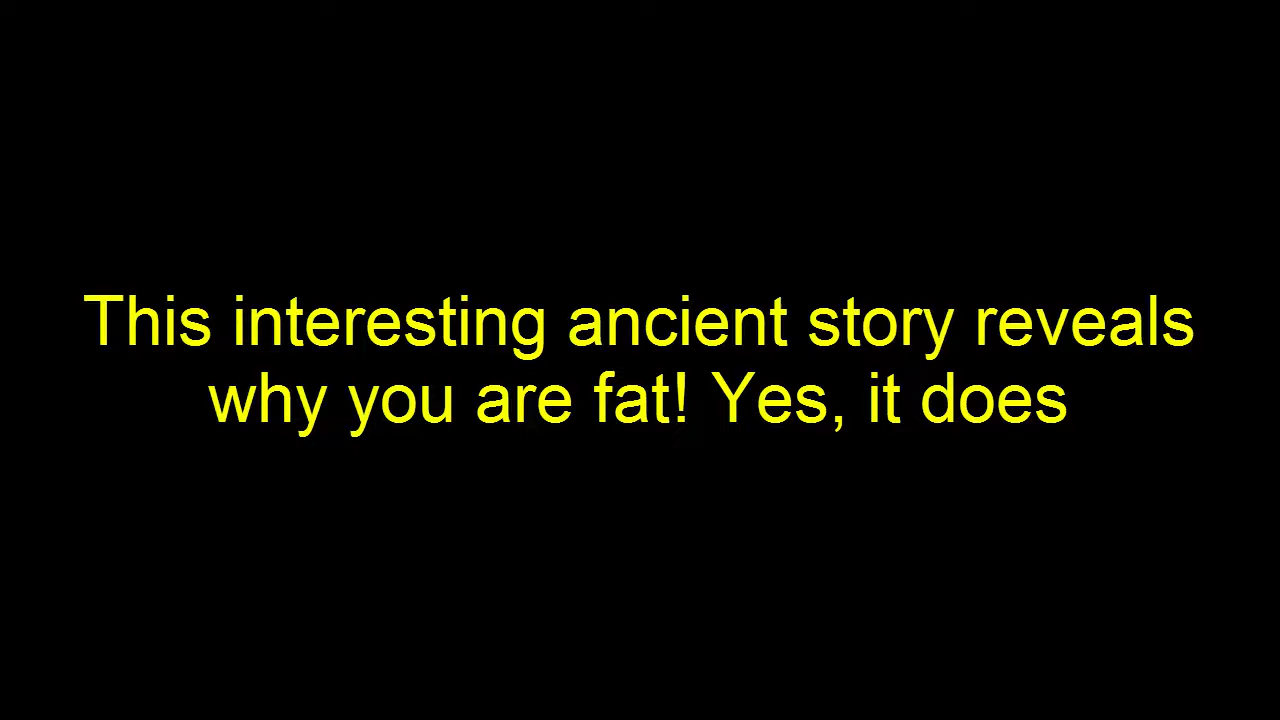 This interesting ancient story reveals
why you are fat! Yes, it does